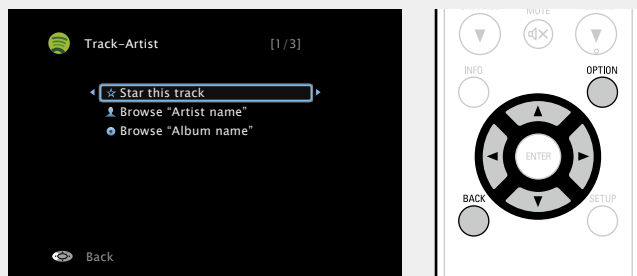 Track-Artist [1/3]
☆ Star this track
Browse “Artist name”
Browse “Album name”
Back
MUTE
INFO
OPTION
ENTER
BACK
SETUP